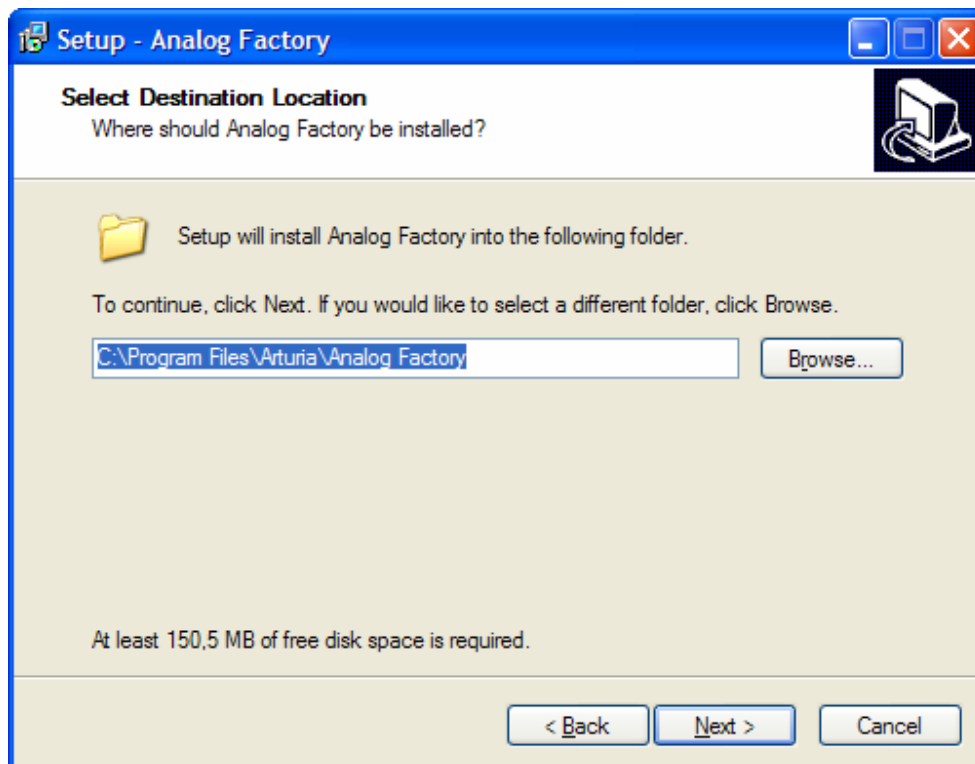 Setup - Analog Factory
Select Destination Location
Where should Analog Factory be installed?
Setup will install Analog Factory into the following folder.
To continue, click Next. If you would like to select a different folder, click Browse.
C:\Program Files\Arturia\Analog Factory
Browse...
At least 150,5 MB of free disk space is required.
< Back
Next >
Cancel